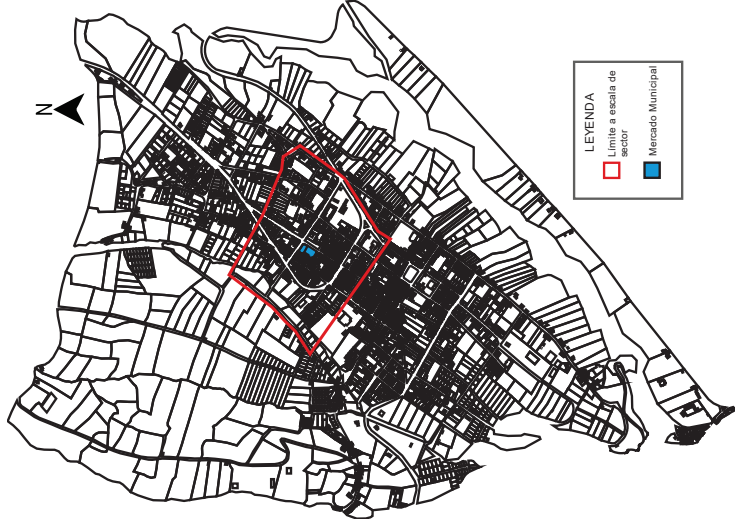 N
LEYENDA
Límite a escala de
sector
Mercado Municipal